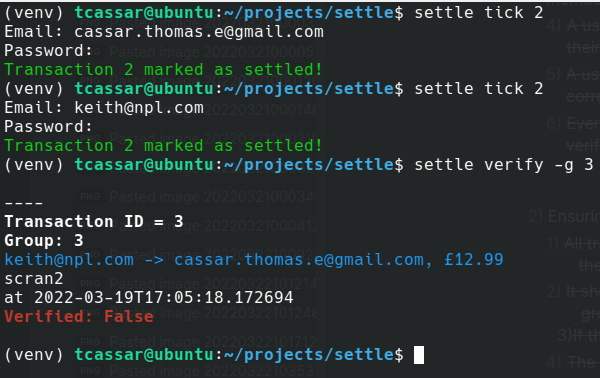 (venv) tcassar@ubuntu:~/projects/settle$ settle tick 2
Email: cassar.thomas.e@gmail.com
Password:
Transaction 2 marked as settled!
(venv) tcassar@ubuntu:~/projects/settle$ settle tick 2
Email: keith@npl.com
Password:
Transaction 2 marked as settled!
(venv) tcassar@ubuntu:~/projects/settle$ settle verify -g 3
----
Transaction ID = 3
Group: 3
keith@npl.com -> cassar.thomas.e@gmail.com, £12.99
scran2
at 2022-03-19T17:05:18.172694
Verified: False
(venv) tcassar@ubuntu:~/projects/settle$